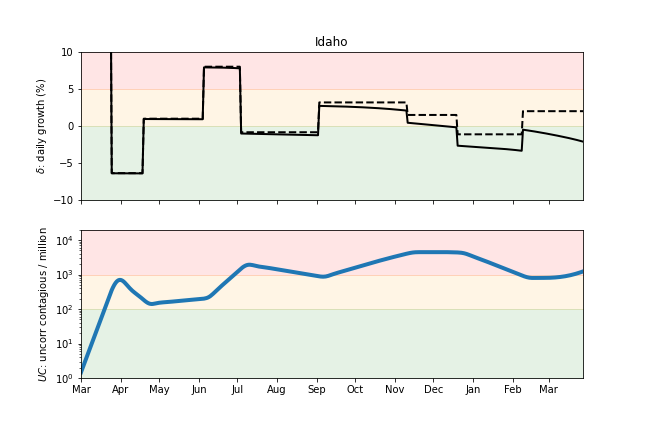 Idaho
δ: daily growth (%)
10
5
0
−5
−10
UC: uncorr contagious / million
10⁴
10³
10²
10¹
10⁰
Mar Apr May Jun Jul Aug Sep Oct Nov Dec Jan Feb Mar